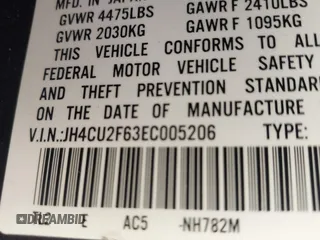 MFD. IN JAPAN
GVWR 4475LBS GAWR F 2410LBS
GVWR 2030KG GAWR F 1095KG
THIS VEHICLE CONFORMS TO ALL
FEDERAL MOTOR VEHICLE SAFETY
AND THEFT PREVENTION STANDARD
ON THE DATE OF MANUFACTURE
V.I.N.:JH4CU2F63EC005206 TYPE:
DREAMBID
E AC5 -NH782M